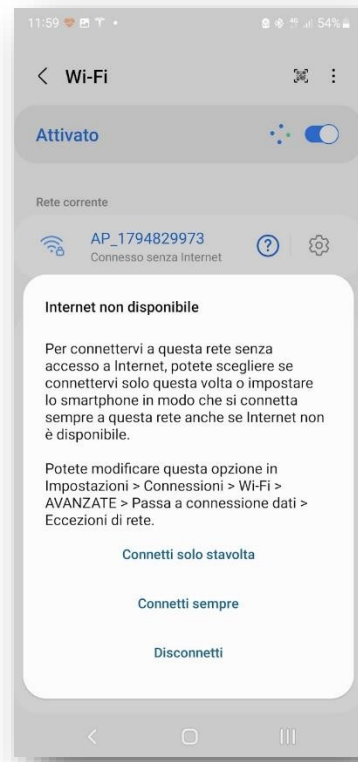 11:59
54%
Wi-Fi
Attivato
Rete corrente
AP_1794829973
Connesso senza Internet
Internet non disponibile
Per connettervi a questa rete senza
accesso a Internet, potete scegliere se
connettervi solo questa volta o impostare
lo smartphone in modo che si connetta
sempre a questa rete anche se Internet non
è disponibile.
Potete modificare questa opzione in
Impostazioni > Connessioni > Wi-Fi >
AVANZATE > Passa a connessione dati >
Eccezioni di rete.
Connetti solo stavolta
Connetti sempre
Disconnetti